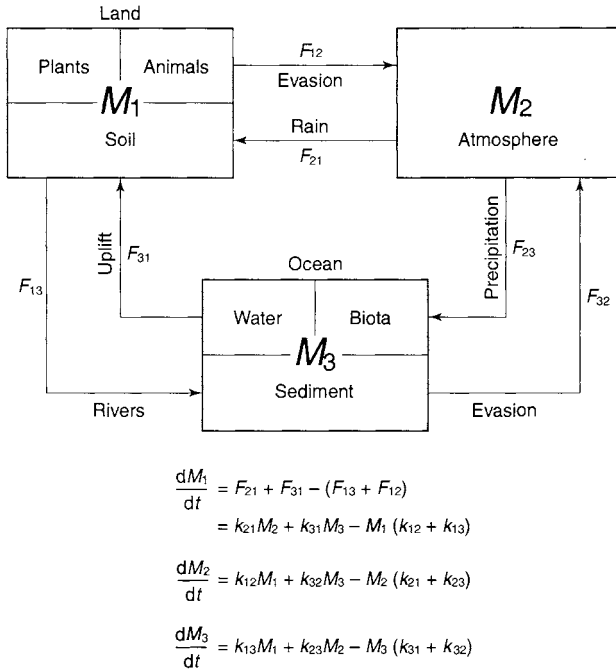 Land
Plants
Animals
M₁
Soil
F₁₂
Evasion
Rain
F₂₁
M₂
Atmosphere
F₁₃
Uplift
F₃₁
Precipitation
F₂₃
F₃₂
Ocean
Water
Biota
M₃
Sediment
Rivers
Evasion
dM₁/dt = F₂₁ + F₃₁ − (F₁₃ + F₁₂)
= k₂₁M₂ + k₃₁M₃ − M₁ (k₁₂ + k₁₃)
dM₂/dt = k₁₂M₁ + k₃₂M₃ − M₂ (k₂₁ + k₂₃)
dM₃/dt = k₁₃M₁ + k₂₃M₂ − M₃ (k₃₁ + k₃₂)